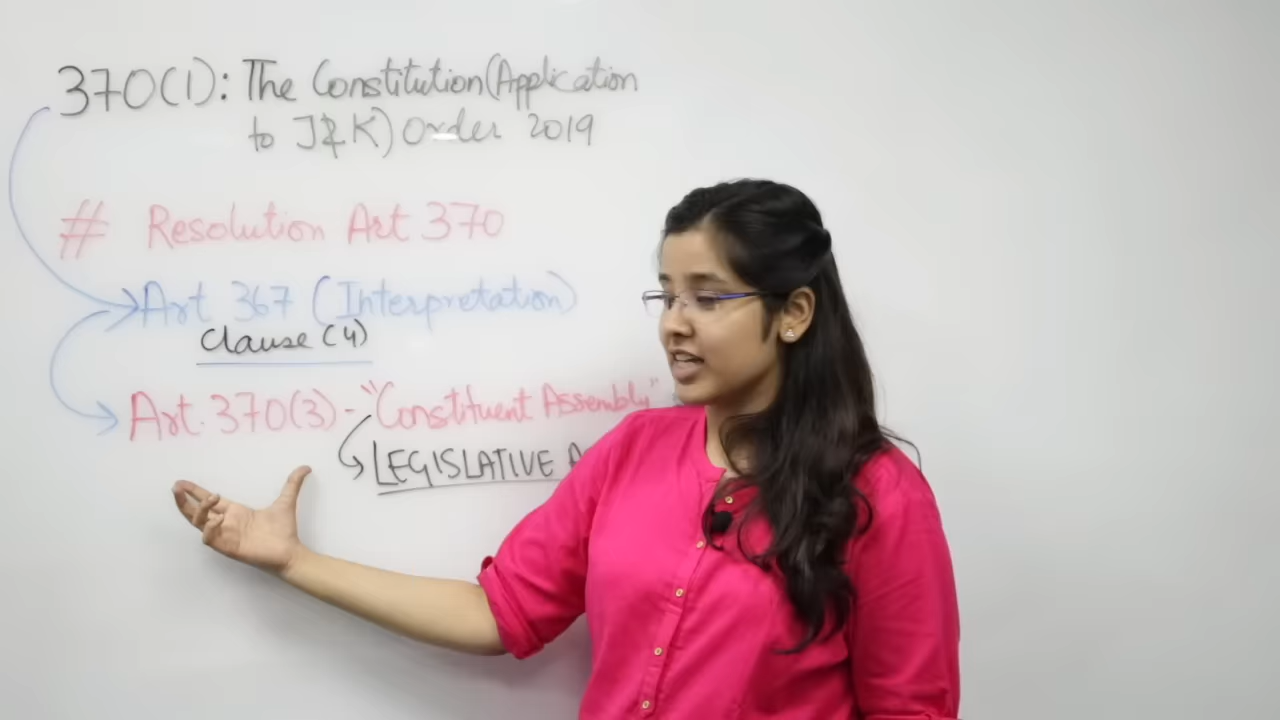 370(1): The Constitution (Application
to J&K) Order 2019
# Resolution Art 370
Art 367 (Interpretation)
Clause (4)
Art. 370(3) - "Constituent Assembly"
LEGISLATIVE